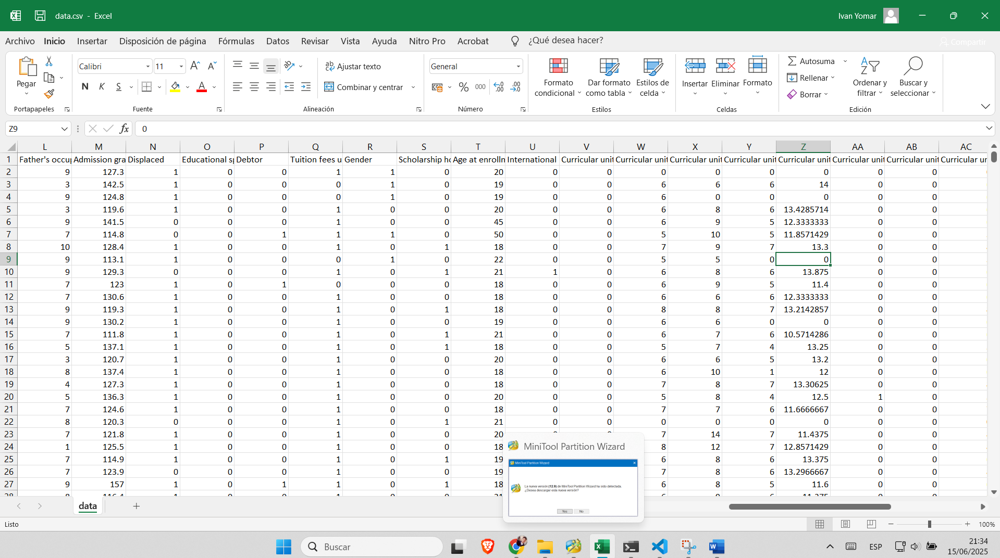 data.csv - Excel
Ivan Yomar
Archivo Inicio Insertar Disposición de página Fórmulas Datos Revisar Vista Ayuda Nitro Pro Acrobat ¿Qué desea hacer? Compartir
Pegar
Portapapeles
Calibri 11
N K S
Fuente
Ajustar texto
Combinar y centrar
Alineación
General
% 000
Número
Formato condicional
Dar formato como tabla
Estilos de celda
Estilos
Insertar Eliminar Formato
Celdas
Autosuma
Rellenar
Borrar
Ordenar y filtrar
Buscar y seleccionar
Edición
Z9 fx 0
L M N O P Q R S T U V W X Y Z AA AB AC
1 Father's occup Admission gra Displaced Educational sp Debtor Tuition fees u Gender Scholarship ho Age at enrollm International Curricular unit Curricular unit Curricular unit Curricular unit Curricular unit Curricular unit Curricular unit Curricular un
2 9 127.3 1 0 0 1 1 0 20 0 0 0 0 0 0 0 0
3 3 142.5 1 0 0 0 1 0 19 0 0 6 6 6 14 0 0
4 9 124.8 1 0 0 0 1 0 19 0 0 6 0 0 0 0 0
5 3 119.6 1 0 0 1 0 0 20 0 0 6 8 6 13.4285714 0 0
6 9 141.5 0 0 0 1 0 0 45 0 0 6 9 5 12.3333333 0 0
7 7 114.8 0 0 1 1 1 0 50 0 0 5 10 5 11.8571429 0 0
8 10 128.4 1 0 0 1 0 1 18 0 0 7 9 7 13.3 0 0
9 9 113.1 1 0 0 0 1 0 22 0 0 5 5 0 0 0 0
10 9 129.3 0 0 0 1 0 1 21 1 0 6 8 6 13.875 0 0
11 7 123 1 0 1 0 0 0 18 0 0 6 9 5 11.4 0 0
12 7 130.6 1 0 0 1 0 0 18 0 0 6 6 6 12.3333333 0 0
13 9 119.3 1 0 0 1 0 1 18 0 0 8 8 7 13.2142857 0 0
14 9 130.2 1 0 0 1 0 0 19 0 0 6 6 0 0 0 0
15 7 111.8 1 0 0 1 0 1 21 0 0 6 7 6 10.5714286 0 0
16 5 137.1 1 0 0 1 0 1 18 0 0 5 7 4 13.25 0 0
17 3 120.7 1 0 0 1 0 0 20 0 0 6 6 5 13.2 0 0
18 8 137.4 1 0 0 1 0 0 18 0 0 6 10 1 12 0 0
19 4 127.3 1 0 0 1 0 0 18 0 0 7 8 7 13.30625 0 0
20 5 136.3 1 0 0 1 0 0 20 0 0 5 8 4 12.5 1 0
21 7 124.6 1 0 0 1 0 0 18 0 0 7 7 6 11.6666667 0 0
22 8 120.3 0 0 0 1 0 1 21 0 0 0 0 0 0 0 0
23 7 121.8 1 0 0 1 0 0 20 7 14 7 11.4375 0 0
24 1 125.5 1 0 0 1 0 0 18 8 12 7 12.8571429 0 0
25 7 114.9 1 0 0 1 0 1 19 6 8 6 13.375 0 0
26 7 123.9 0 0 0 1 0 0 19 7 8 6 13.2966667 0 0
27 9 157 1 0 1 1 0 1 18 6 8 5 11.6 0 0
MiniTool Partition Wizard
MiniTool Partition Wizard
La nueva versión (12.9) de MiniTool Partition Wizard ha sido detectada.
¿Desea descargar esta nueva versión?
Yes No
data
Listo
100%
Buscar
ESP
21:34
15/06/2025